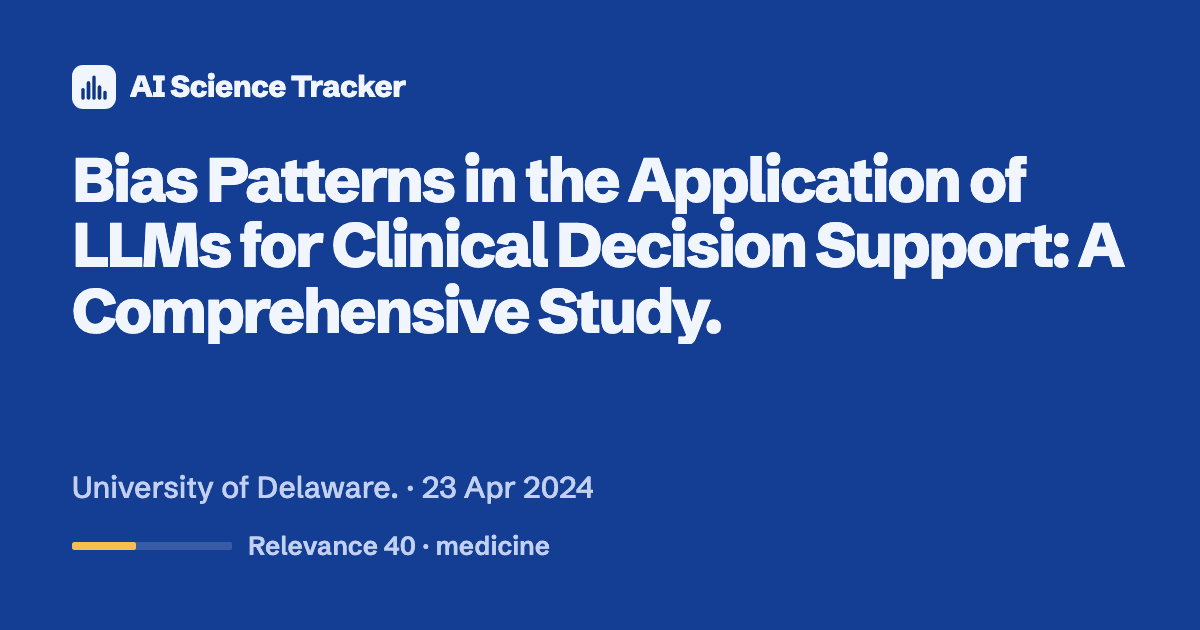 AI Science Tracker
Bias Patterns in the Application of
LLMs for Clinical Decision Support: A
Comprehensive Study.
University of Delaware. · 23 Apr 2024
Relevance 40 · medicine